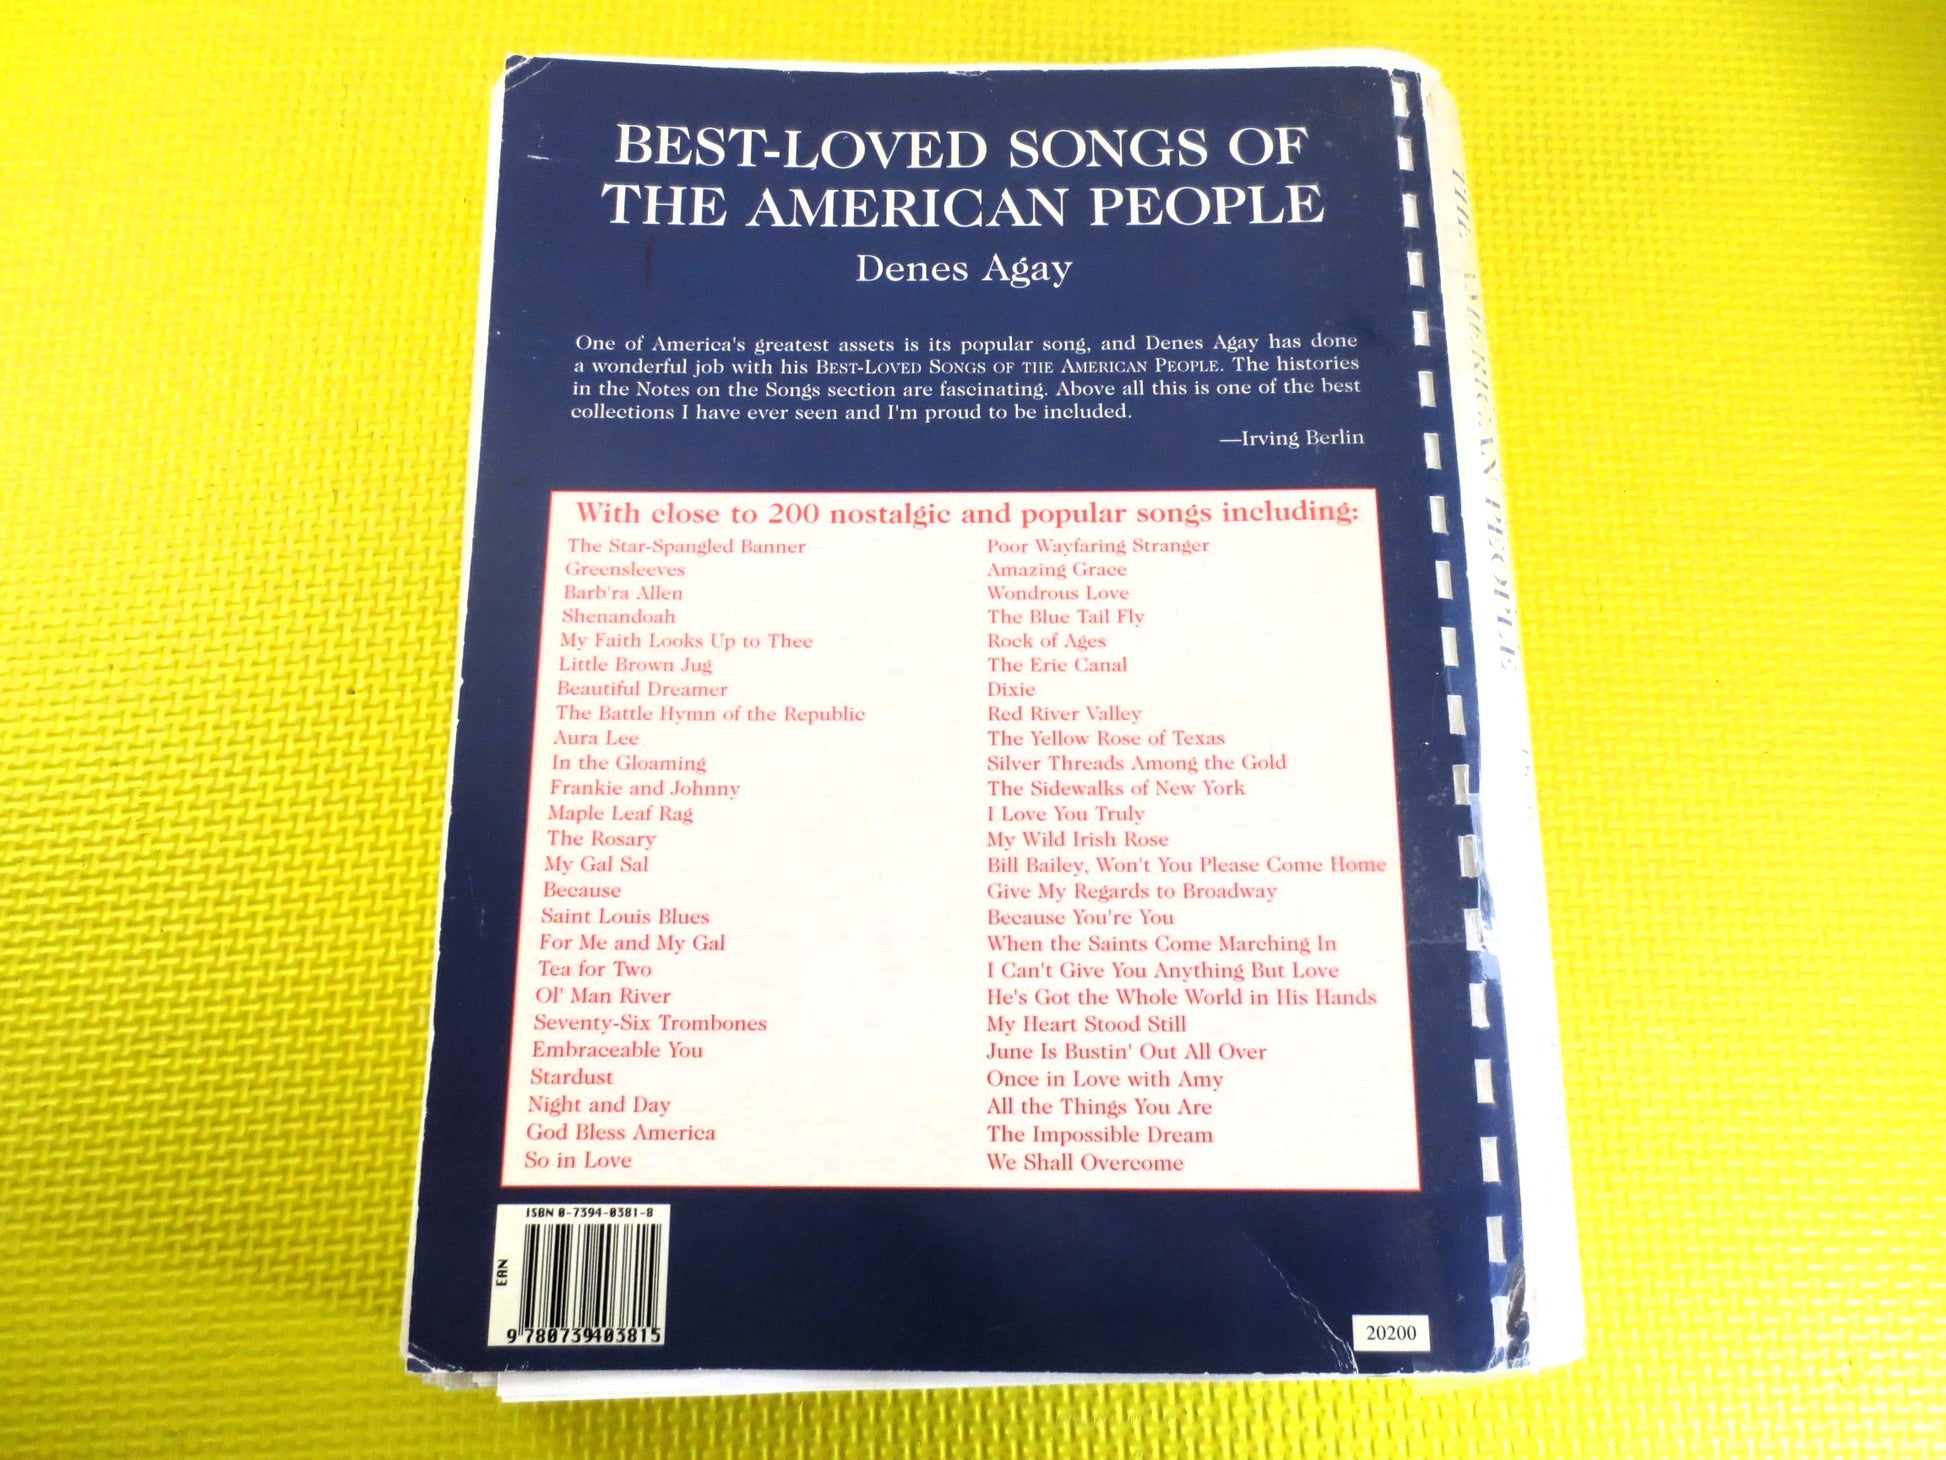 BEST-LOVED SONGS OF
THE AMERICAN PEOPLE
Denes Agay
One of America's greatest assets is its popular song, and Denes Agay has done
a wonderful job with his BEST-LOVED SONGS OF THE AMERICAN PEOPLE. The histories
in the Notes on the Songs section are fascinating. Above all this is one of the best
collections I have ever seen and I'm proud to be included.
—Irving Berlin
With close to 200 nostalgic and popular songs including:
The Star-Spangled Banner
Greensleeves
Barb'ra Allen
Shenandoah
My Faith Looks Up to Thee
Little Brown Jug
Beautiful Dreamer
The Battle Hymn of the Republic
Aura Lee
In the Gloaming
Frankie and Johnny
Maple Leaf Rag
The Rosary
My Gal Sal
Because
Saint Louis Blues
For Me and My Gal
Tea for Two
Ol' Man River
Seventy-Six Trombones
Embraceable You
Stardust
Night and Day
God Bless America
So in Love
Poor Wayfaring Stranger
Amazing Grace
Wondrous Love
The Blue Tail Fly
Rock of Ages
The Erie Canal
Dixie
Red River Valley
The Yellow Rose of Texas
Silver Threads Among the Gold
The Sidewalks of New York
I Love You Truly
My Wild Irish Rose
Bill Bailey, Won't You Please Come Home
Give My Regards to Broadway
Because You're You
When the Saints Come Marching In
I Can't Give You Anything But Love
He's Got the Whole World in His Hands
My Heart Stood Still
June Is Bustin' Out All Over
Once in Love with Amy
All the Things You Are
The Impossible Dream
We Shall Overcome
ISBN 0-7394-0381-8
EAN
9 780739 403815
20200
THE AMERICAN PEOPLE